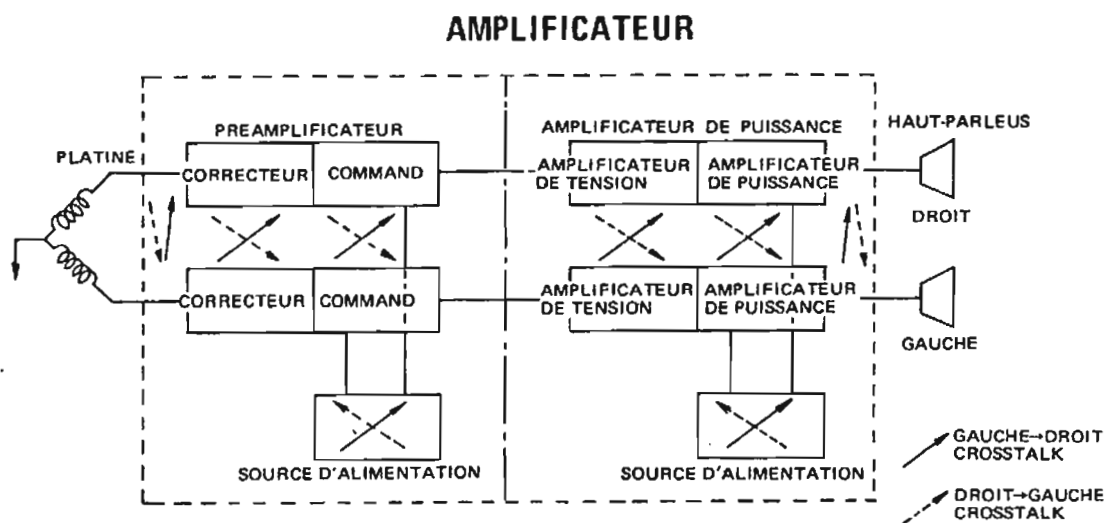 AMPLIFICATEUR
PREAMPLIFICATEUR
AMPLIFICATEUR DE PUISSANCE
HAUT-PARLEUS
PLATINE
CORRECTEUR
COMMAND
AMPLIFICATEUR
DE TENSION
AMPLIFICATEUR
DE PUISSANCE
DROIT
CORRECTEUR
COMMAND
AMPLIFICATEUR
DE TENSION
AMPLIFICATEUR
DE PUISSANCE
GAUCHE
SOURCE D'ALIMENTATION
SOURCE D'ALIMENTATION
GAUCHE→DROIT
CROSSTALK
DROIT→GAUCHE
CROSSTALK